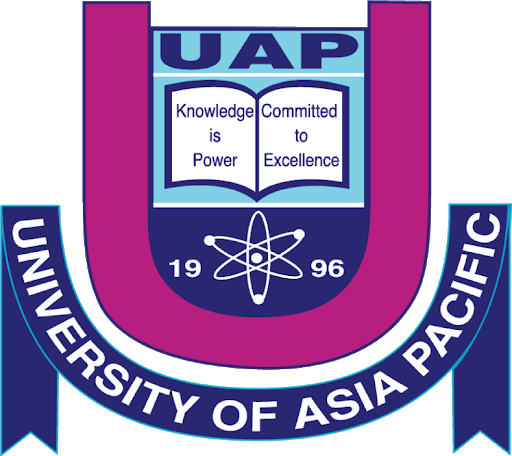 UAP
Knowledge
is
Power
Committed
to
Excellence
19 96
UNIVERSITY OF ASIA PACIFIC